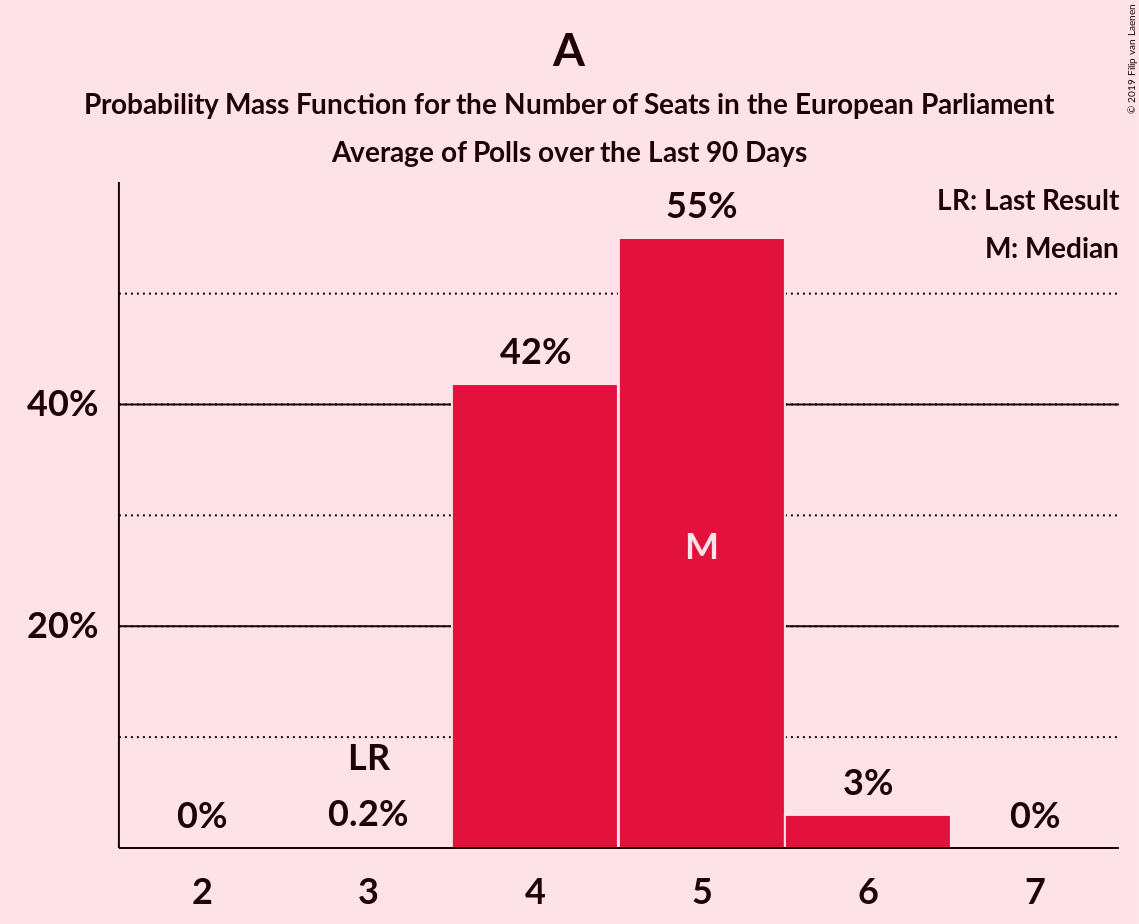 A
Probability Mass Function for the Number of Seats in the European Parliament
Average of Polls over the Last 90 Days
© 2019 Filip van Laenen
LR: Last Result
M: Median
55%
42%
40%
M
20%
LR
0%
0.2%
3%
0%
2
3
4
5
6
7